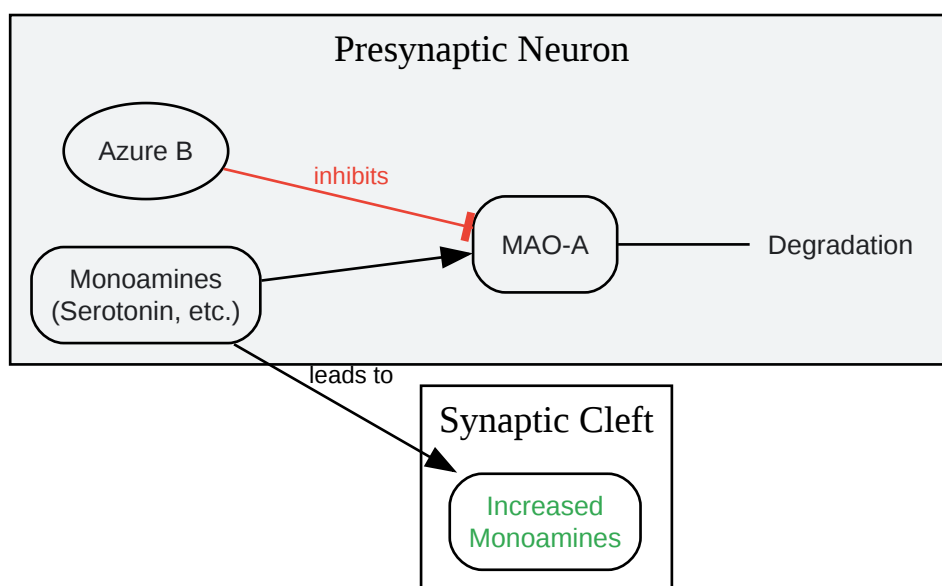 Presynaptic Neuron
Azure B
inhibits
MAO-A
Degradation
Monoamines
(Serotonin, etc.)
leads to
Synaptic Cleft
Increased
Monoamines